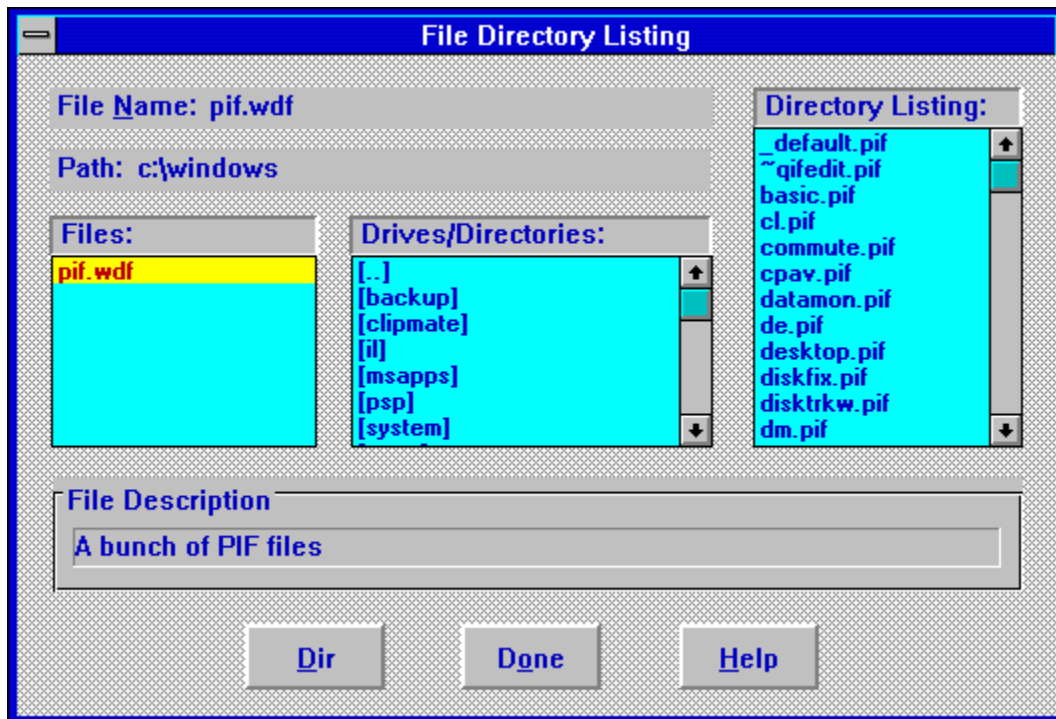 File Directory Listing
File Name: pif.wdf
Path: c:\windows
Files:
pif.wdf
Drives/Directories:
[..]
[backup]
[clipmate]
[il]
[msapps]
[psp]
[system]
Directory Listing:
_default.pif
~qifedit.pif
basic.pif
cl.pif
commute.pif
cpav.pif
datamon.pif
de.pif
desktop.pif
diskfix.pif
disktrkw.pif
dm.pif
File Description
A bunch of PIF files
Dir
Done
Help